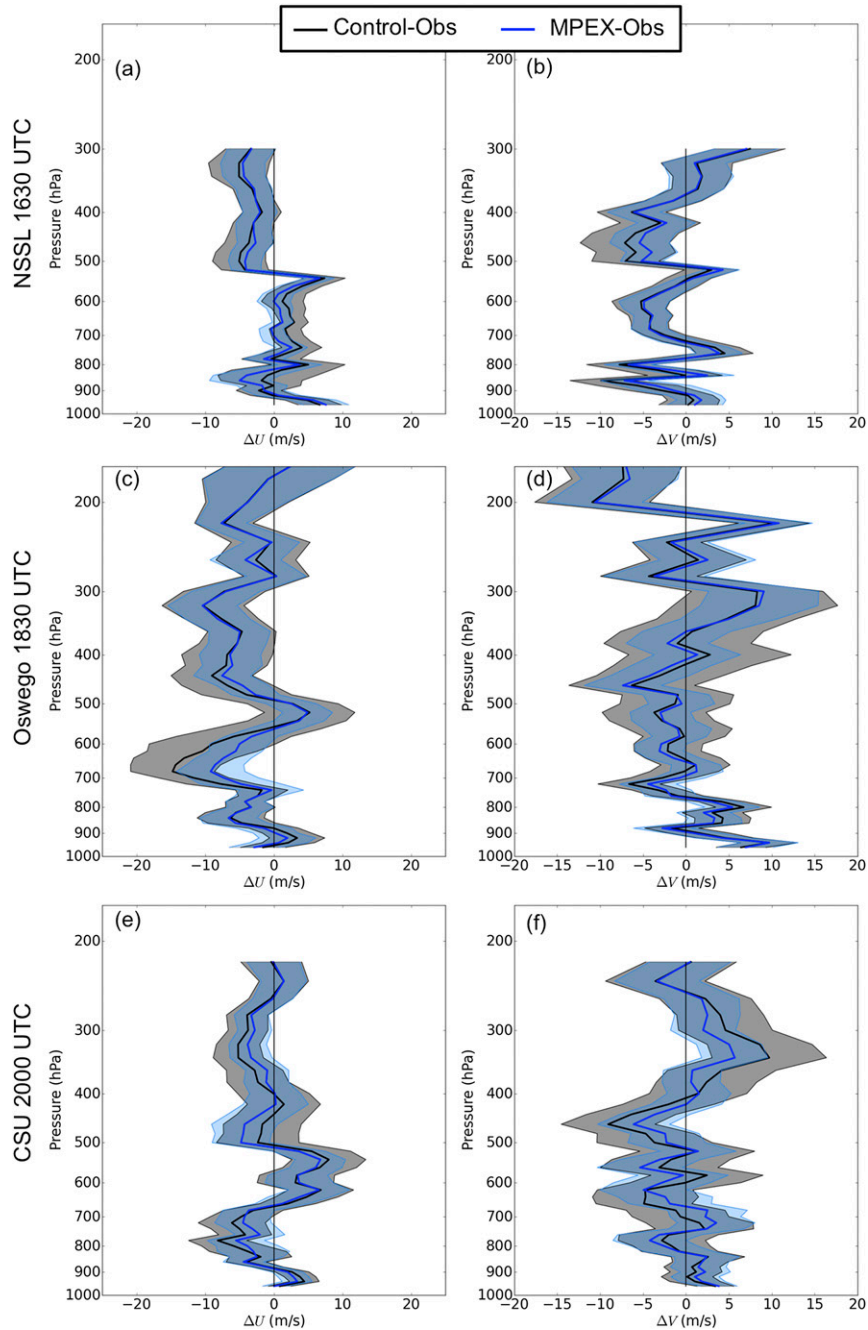 Control-Obs MPEX-Obs
NSSL 1630 UTC
(a)
Pressure (hPa)
200
300
400
500
600
700
800
900
1000
−20 −10 0 10 20
ΔU (m/s)
(b)
Pressure (hPa)
200
300
400
500
600
700
800
900
1000
−20 −15 −10 −5 0 5 10 15 20
ΔV (m/s)
Oswego 1830 UTC
(c)
Pressure (hPa)
200
300
400
500
600
700
800
900
1000
−20 −10 0 10 20
ΔU (m/s)
(d)
Pressure (hPa)
200
300
400
500
600
700
800
900
1000
−20 −15 −10 −5 0 5 10 15 20
ΔV (m/s)
CSU 2000 UTC
(e)
Pressure (hPa)
200
300
400
500
600
700
800
900
1000
−20 −10 0 10 20
ΔU (m/s)
(f)
Pressure (hPa)
200
300
400
500
600
700
800
900
1000
−20 −15 −10 −5 0 5 10 15 20
ΔV (m/s)